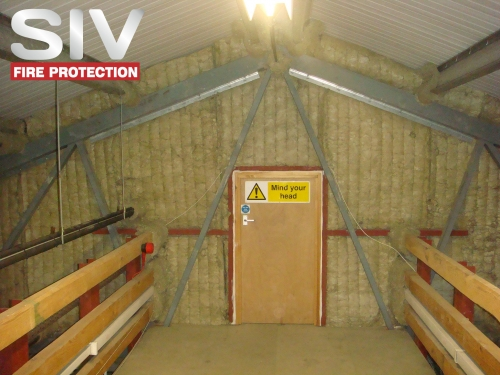 SIV
FIRE PROTECTION
Mind your
head